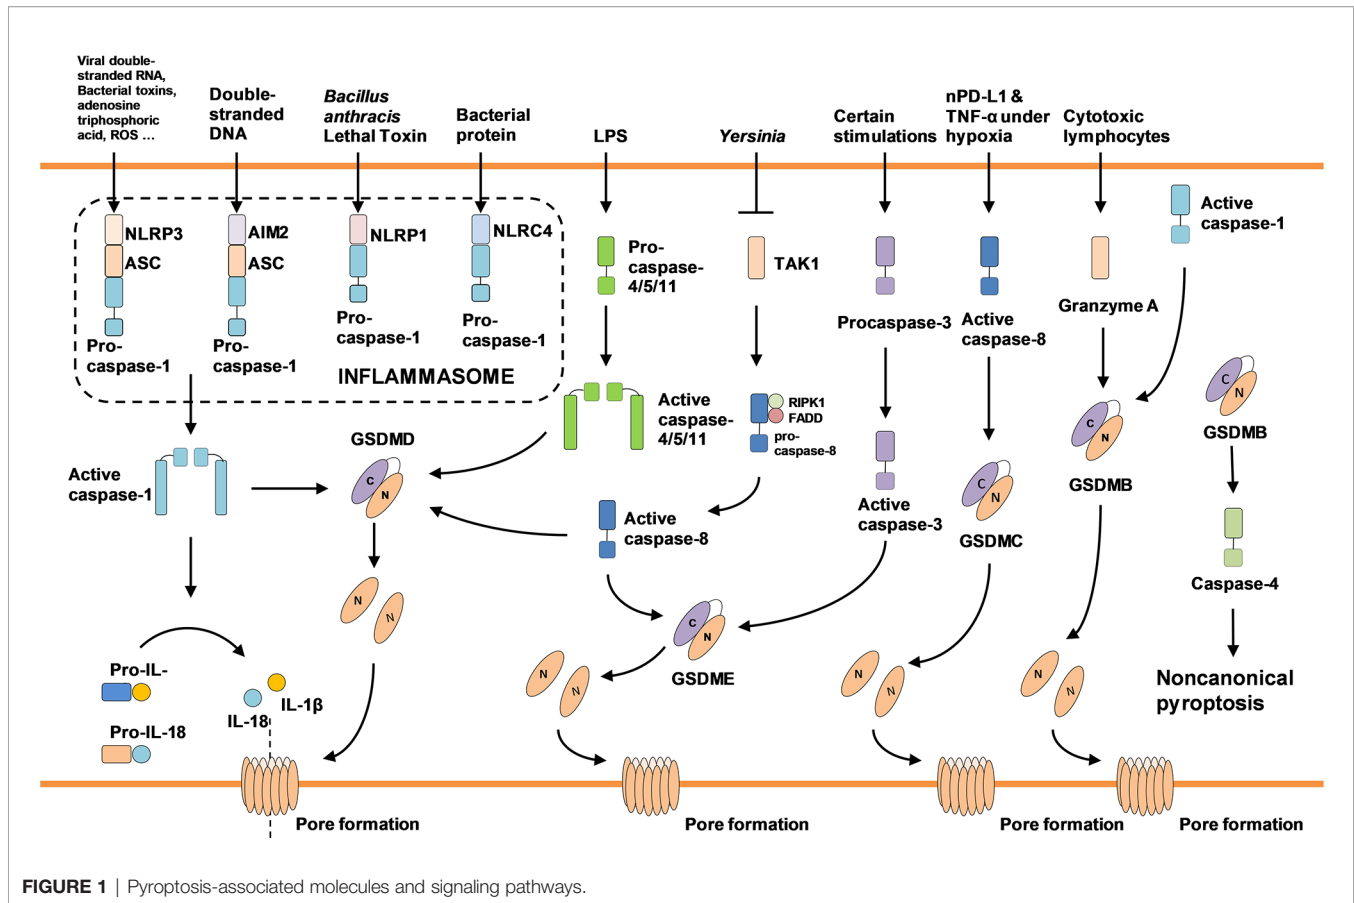 Viral double-
stranded RNA,
Bacterial toxins,
adenosine
triphosphoric
acid, ROS ...
Double-
stranded
DNA
Bacillus
anthracis
Lethal Toxin
Bacterial
protein
LPS
Yersinia
Certain
stimulations
nPD-L1 &
TNF-α under
hypoxia
Cytotoxic
lymphocytes
NLRP3
ASC
Pro-
caspase-1
AIM2
ASC
Pro-
caspase-1
NLRP1
Pro-
caspase-1
NLRC4
Pro-
caspase-1
INFLAMMASOME
Pro-
caspase-
4/5/11
TAK1
Procaspase-3
Active
caspase-8
Granzyme A
Active
caspase-1
Active
caspase-1
GSDMD
C
N
Active
caspase-
4/5/11
RIPK1
FADD
pro-
caspase-8
Active
caspase-8
Active
caspase-3
C
N
GSDMC
C
N
GSDMB
C
N
GSDMB
Caspase-4
Noncanonical
pyroptosis
N
N
C
N
GSDME
N
N
N
N
N
N
Pro-IL-
Pro-IL-18
IL-18
IL-1β
Pore formation
Pore formation
Pore formation
Pore formation
FIGURE 1 | Pyroptosis-associated molecules and signaling pathways.